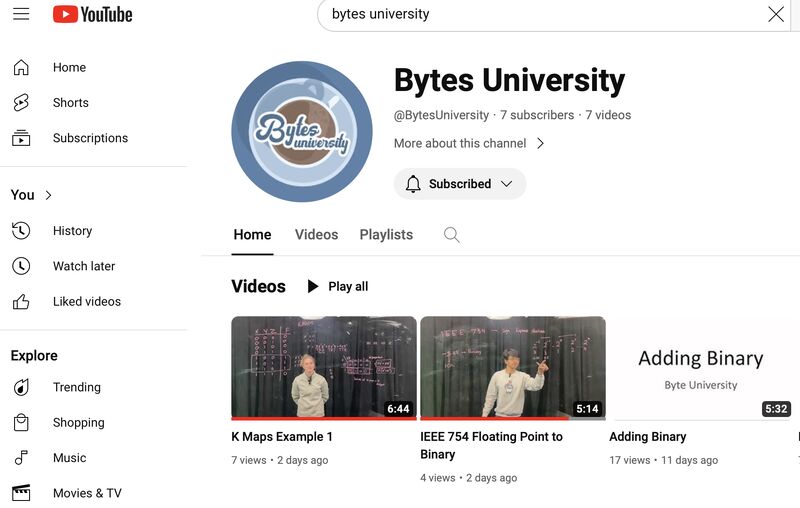 YouTube
bytes university
Home
Shorts
Subscriptions
You
History
Watch later
Liked videos
Explore
Trending
Shopping
Music
Movies & TV
Bytes
university
Bytes University
@BytesUniversity · 7 subscribers · 7 videos
More about this channel
Subscribed
Home Videos Playlists
Videos
Play all
X Y Z F
6:44
IEEE 754
5:14
Adding Binary
Byte University
5:32
K Maps Example 1
7 views · 2 days ago
IEEE 754 Floating Point to
Binary
4 views · 2 days ago
Adding Binary
17 views · 11 days ago